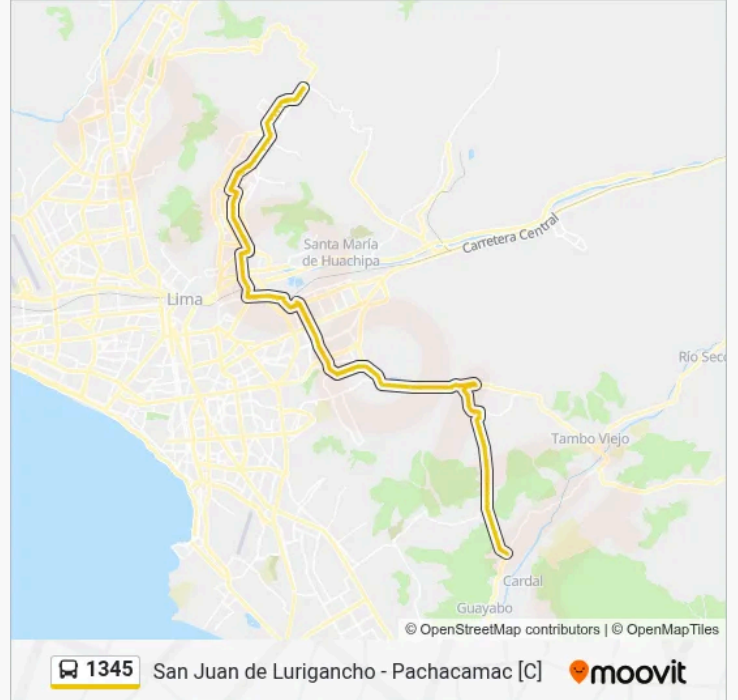 Santa María
de Huachipa
Carretera Central
Lima
Río Sec
Tambo Viejo
Cardal
Guayabo
© OpenStreetMap contributors | © OpenMapTiles
1345 San Juan de Lurigancho - Pachacamac [C] moovit